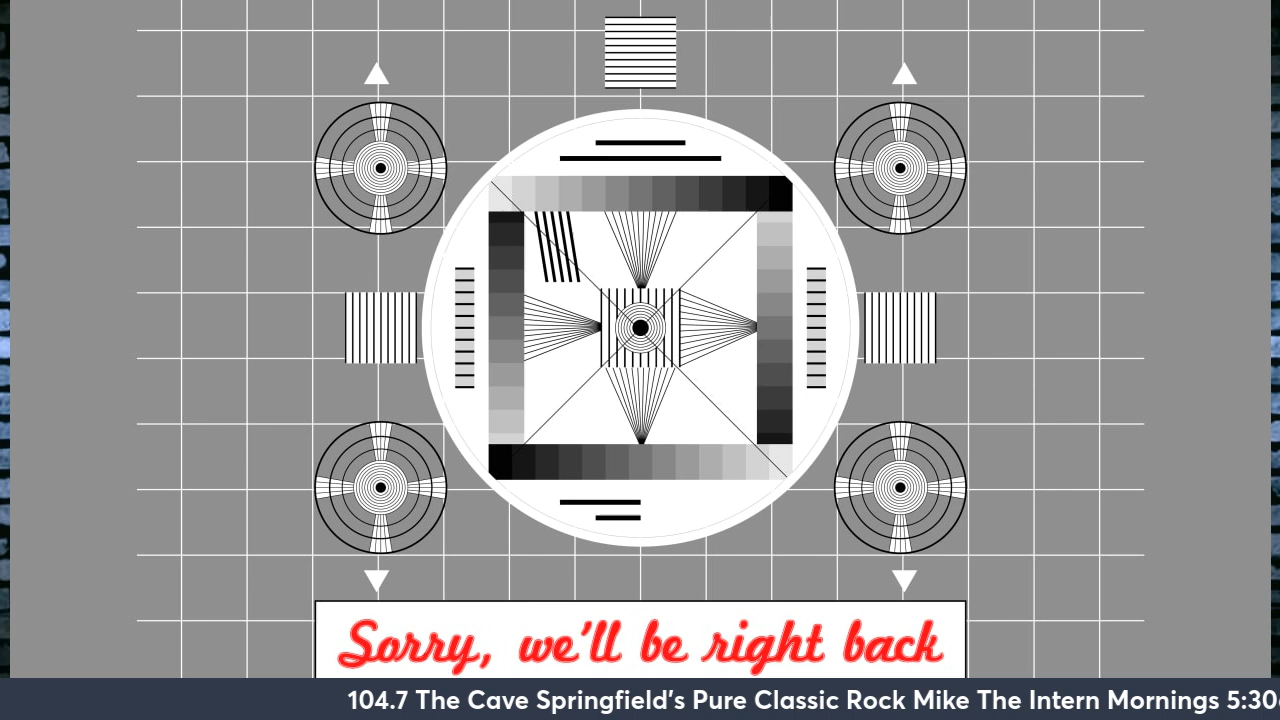 Sorry, we'll be right back
104.7 The Cave Springfield's Pure Classic Rock Mike The Intern Mornings 5:30